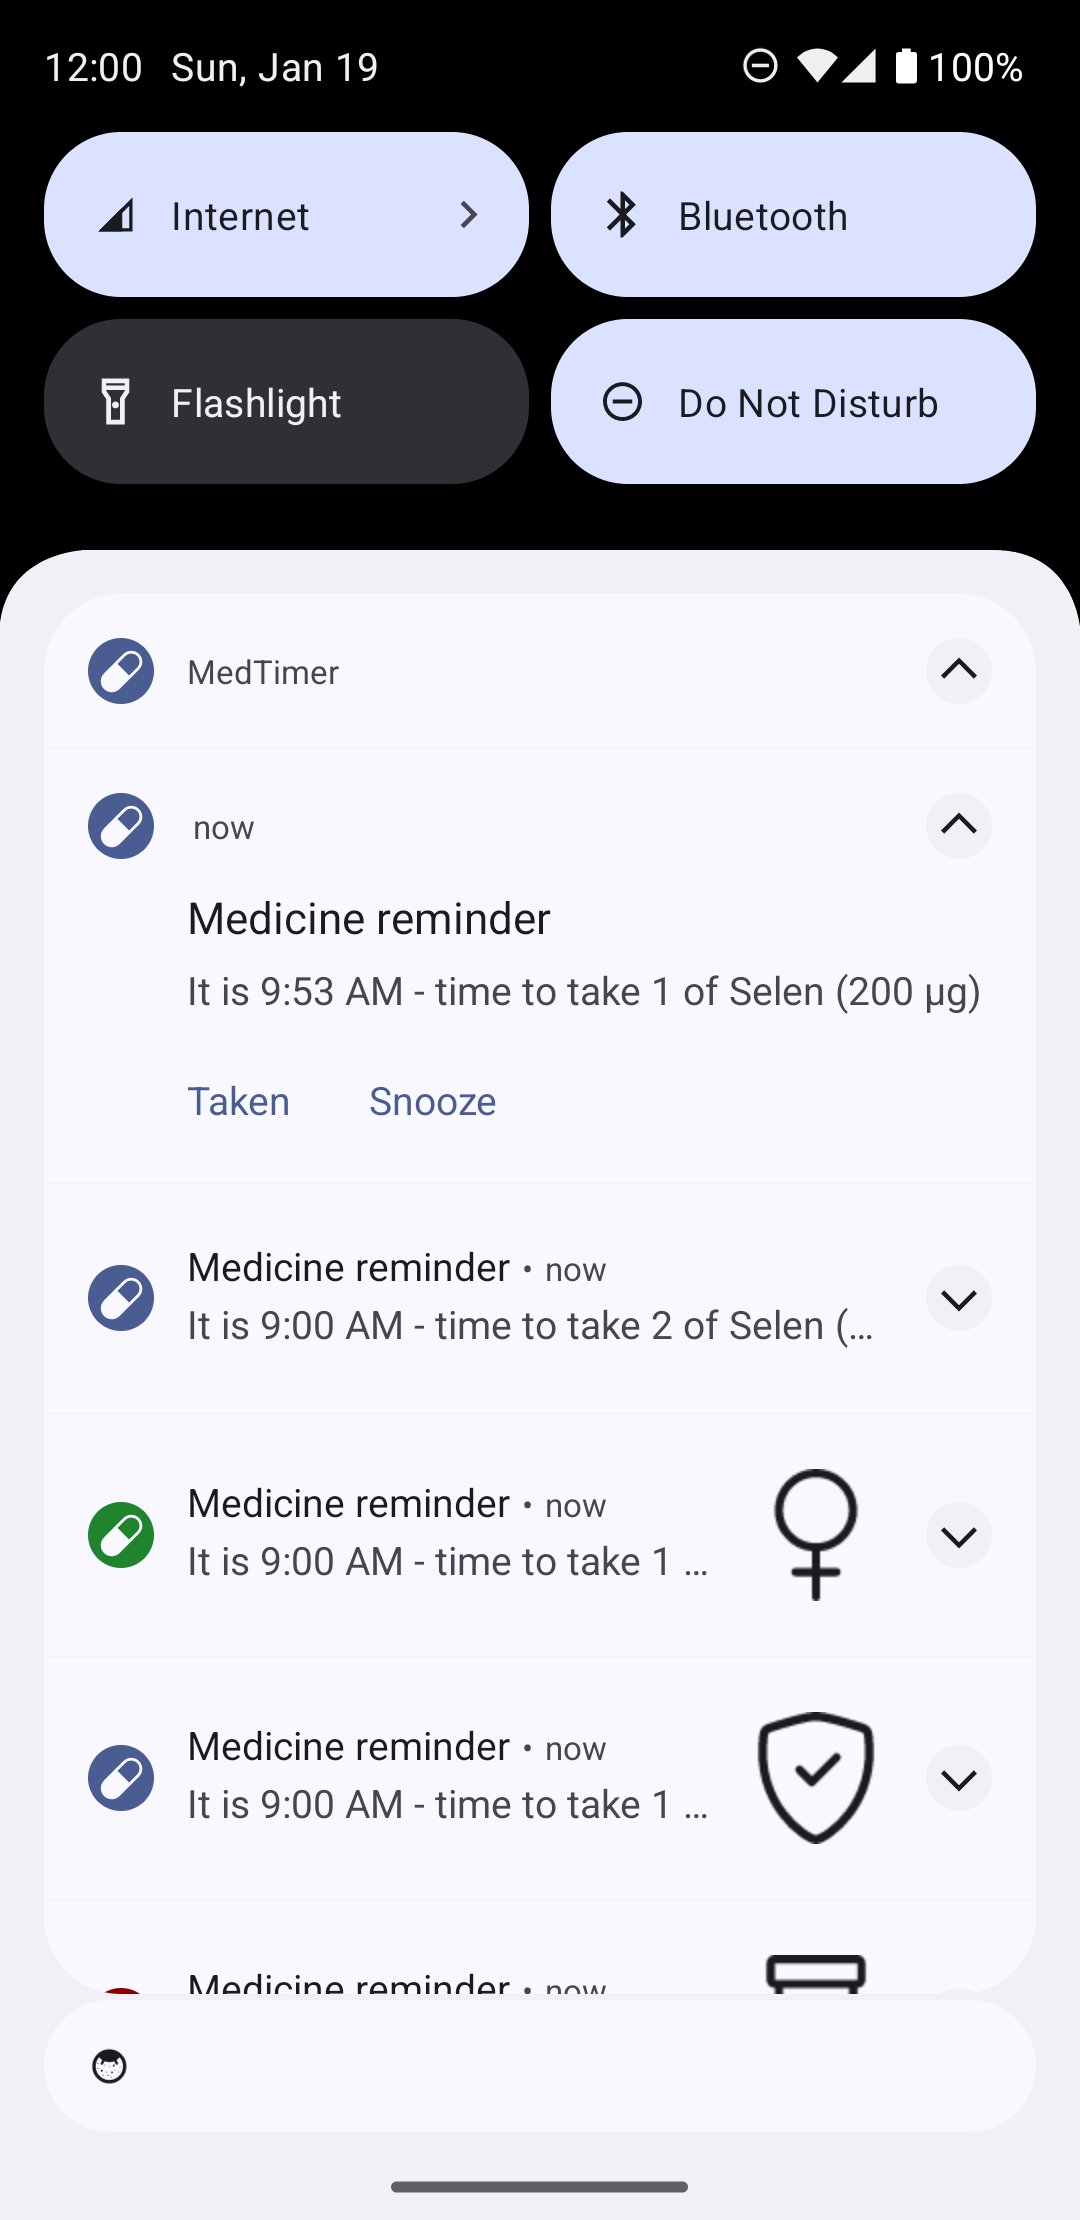 12:00 Sun, Jan 19 100%
Internet
Bluetooth
Flashlight
Do Not Disturb
MedTimer
now
Medicine reminder
It is 9:53 AM - time to take 1 of Selen (200 µg)
Taken Snooze
Medicine reminder • now
It is 9:00 AM - time to take 2 of Selen (…
Medicine reminder • now
It is 9:00 AM - time to take 1 …
Medicine reminder • now
It is 9:00 AM - time to take 1 …
Medicine reminder • now